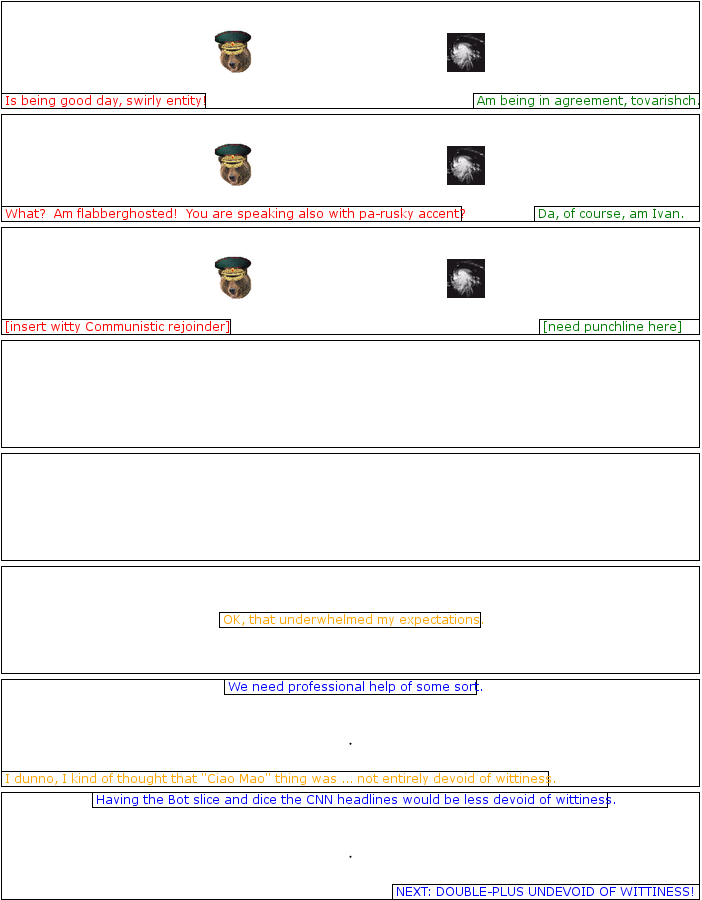 Is being good day, swirly entity!
Am being in agreement, tovarishch.
What?  Am flabberghosted!  You are speaking also with pa-rusky accent?
Da, of course, am Ivan.
[insert witty Communistic rejoinder]
[need punchline here]
OK, that underwhelmed my expectations.
We need professional help of some sort.
I dunno, I kind of thought that "Ciao Mao" thing was ... not entirely devoid of wittiness.
Having the Bot slice and dice the CNN headlines would be less devoid of wittiness.
NEXT: DOUBLE-PLUS UNDEVOID OF WITTINESS!